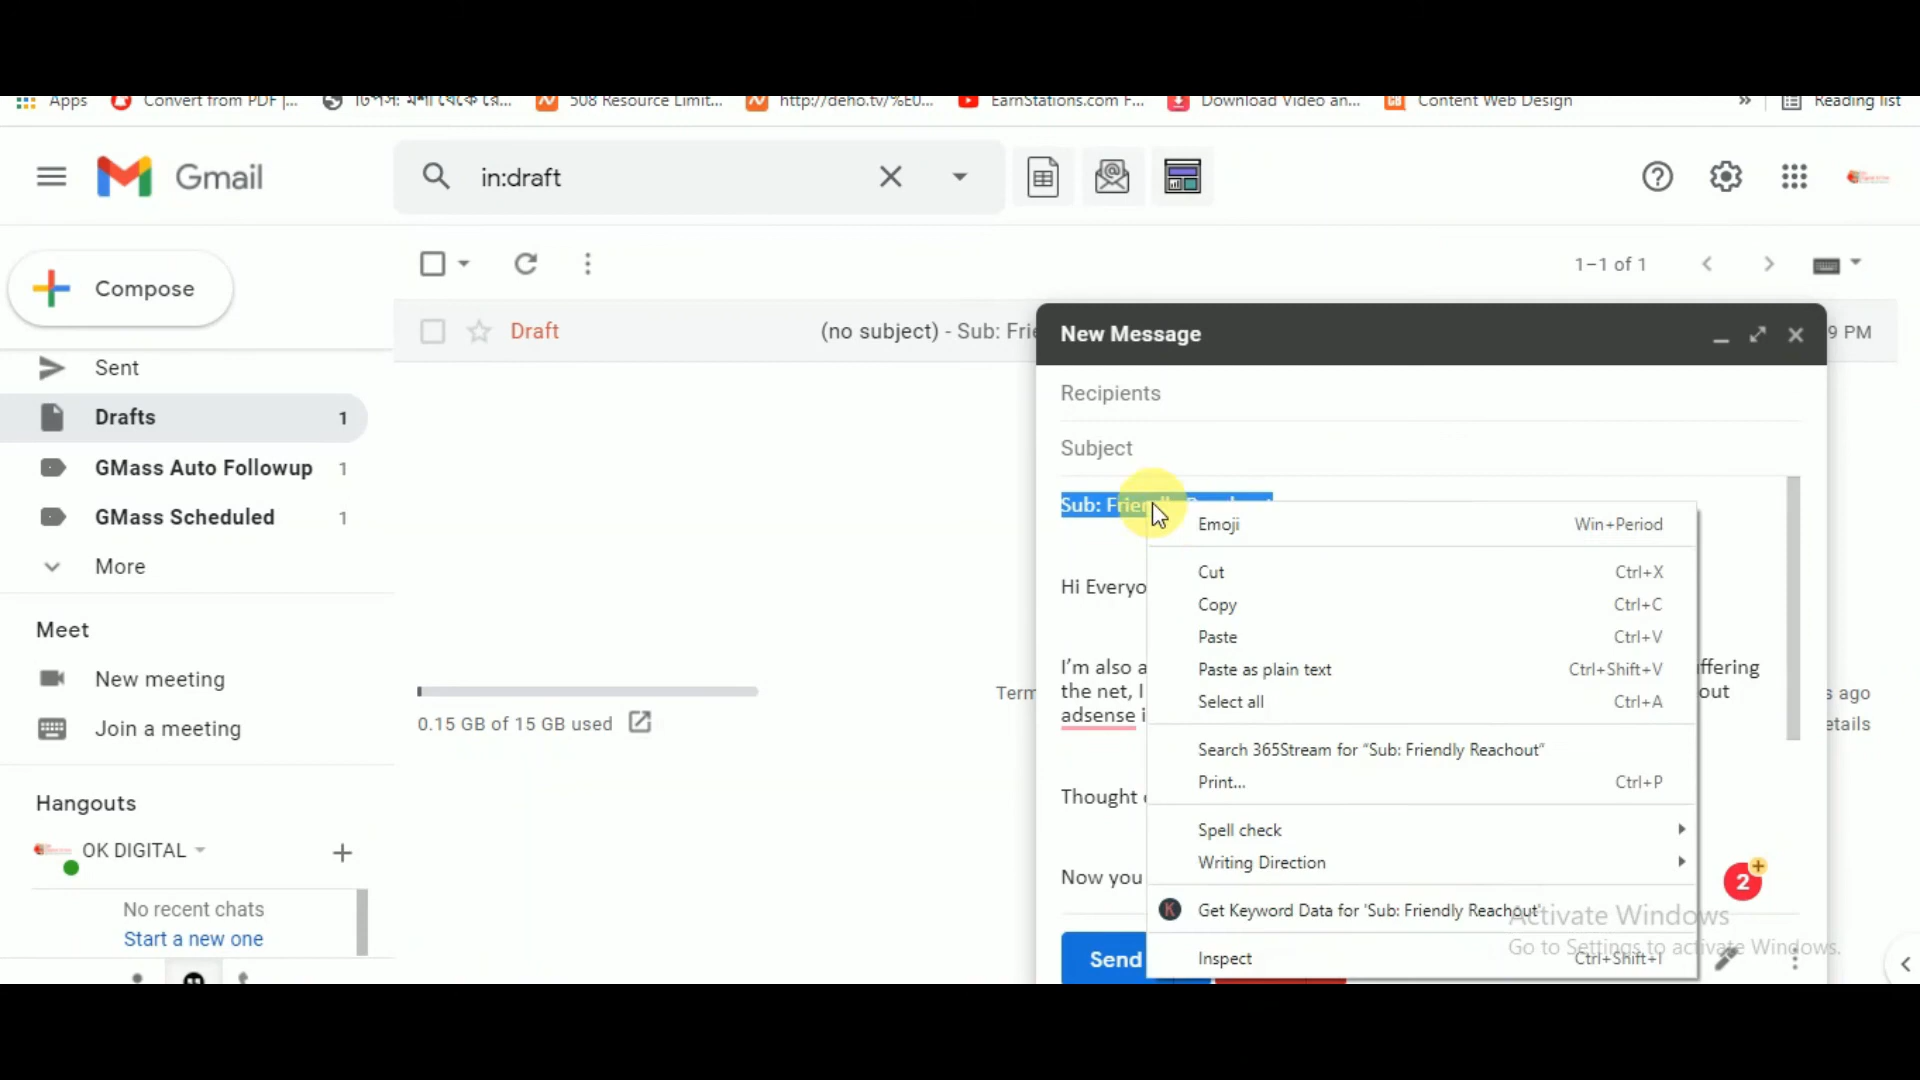 Apps
Convert from PDF |...
508 Resource Limit...
http://deho.tv/%E0...
EarnStations.com F...
Download Video an...
Content Web Design
»
Reading list
Gmail
in:draft
Compose
1–1 of 1
Draft
(no subject) - Sub: Frie
9 PM
Sent
Drafts 1
GMass Auto Followup 1
GMass Scheduled 1
More
Meet
New meeting
Join a meeting
Hangouts
OK DIGITAL
No recent chats
Start a new one
0.15 GB of 15 GB used
Term
s ago
etails
New Message
Recipients
Subject
Sub: Frien
Hi Everyo
I'm also a
ffering
the net, I
out
adsense i
Thought
Now you
Send
2
Emoji Win+Period
Cut Ctrl+X
Copy Ctrl+C
Paste Ctrl+V
Paste as plain text Ctrl+Shift+V
Select all Ctrl+A
Search 365Stream for “Sub: Friendly Reachout”
Print... Ctrl+P
Spell check
Writing Direction
K
Get Keyword Data for 'Sub: Friendly Reachout'
Inspect Ctrl+Shift+I
Activate Windows
Go to Settings to activate Windows.